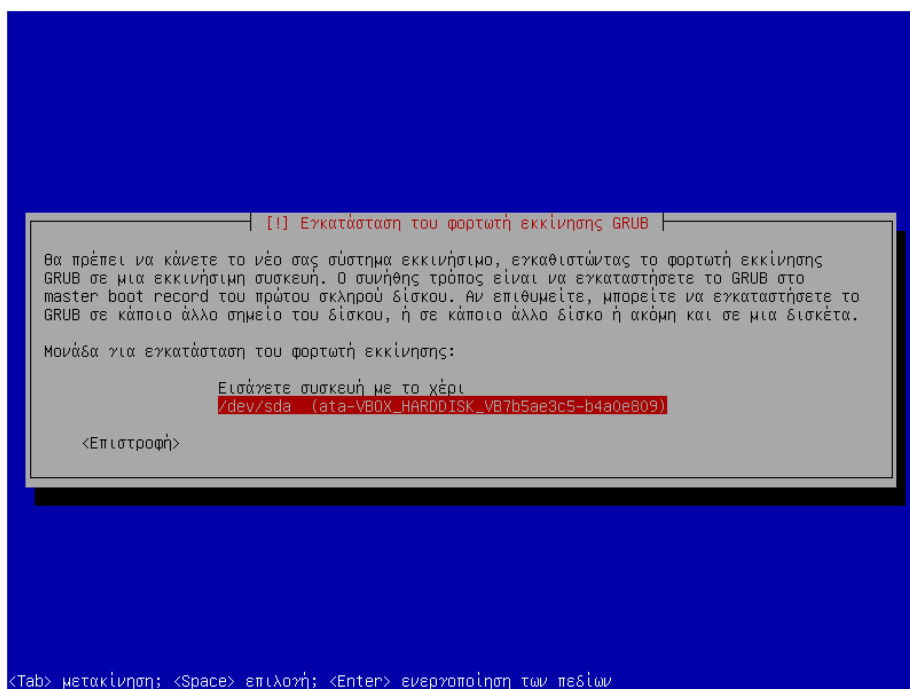 [!] Εγκατάσταση του φορτωτή εκκίνησης GRUB
Θα πρέπει να κάνετε το νέο σας σύστημα εκκινήσιμο, εγκαθιστώντας το φορτωτή εκκίνησης
GRUB σε μια εκκινήσιμη συσκευή. Ο συνήθης τρόπος είναι να εγκαταστήσετε το GRUB στο
master boot record του πρώτου σκληρού δίσκου. Αν επιθυμείτε, μπορείτε να εγκαταστήσετε το
GRUB σε κάποιο άλλο σημείο του δίσκου, ή σε κάποιο άλλο δίσκο ή ακόμη και σε μια δισκέτα.
Μονάδα για εγκατάσταση του φορτωτή εκκίνησης:
Εισάγετε συσκευή με το χέρι
/dev/sda (ata-VBOX_HARDDISK_VB7b5ae3c5-b4a0e809)
<Επιστροφή>
<Tab> μετακίνηση; <Space> επιλογή; <Enter> ενεργοποίηση των πεδίων